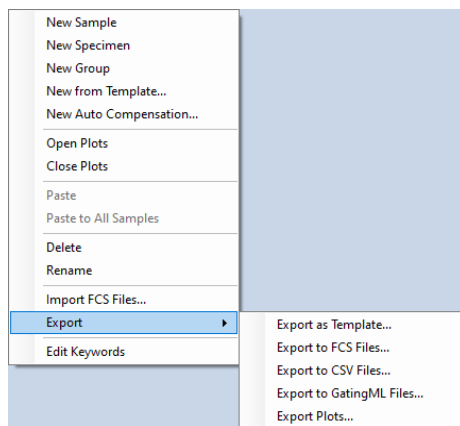 New Sample
New Specimen
New Group
New from Template...
New Auto Compensation...
Open Plots
Close Plots
Paste
Paste to All Samples
Delete
Rename
Import FCS Files...
Export
Edit Keywords
Export as Template...
Export to FCS Files...
Export to CSV Files...
Export to GatingML Files...
Export Plots...